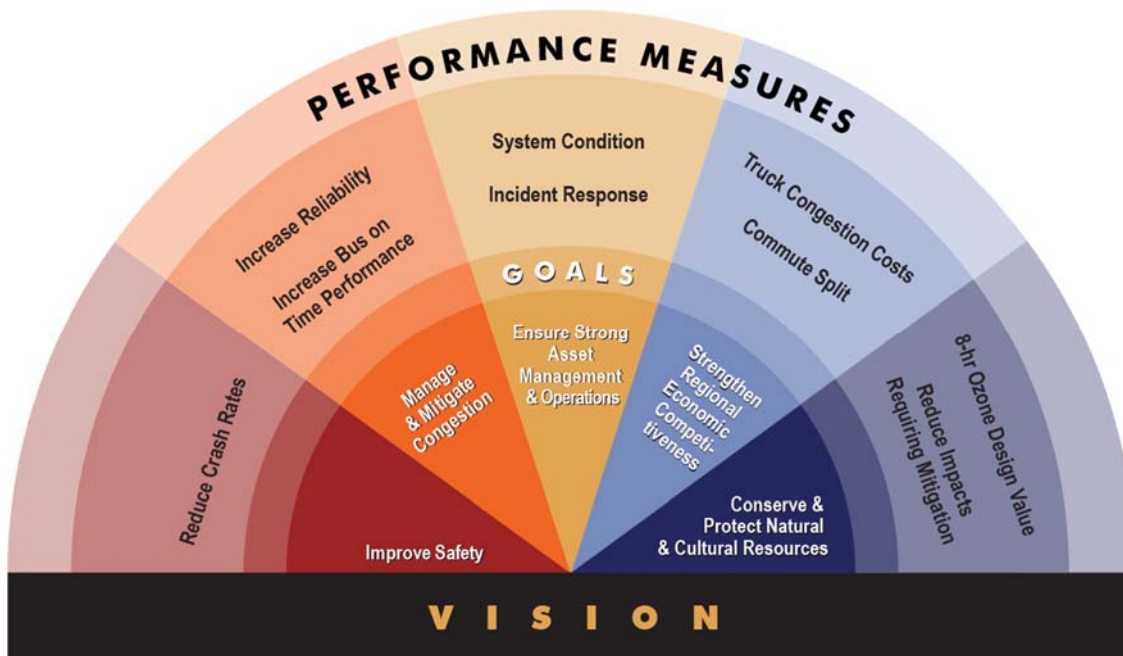 PERFORMANCE MEASURES
Reduce Crash Rates
Increase Reliability
Increase Bus on
Time Performance
System Condition
Incident Response
Truck Congestion Costs
Commute Split
8-hr Ozone Design Value
Reduce Impacts
Requiring Mitigation
GOALS
Improve Safety
Manage
& Mitigate
Congestion
Ensure Strong
Asset
Management
& Operations
Strengthen
Regional
Economic
Competi-
tiveness
Conserve &
Protect Natural
& Cultural Resources
VISION